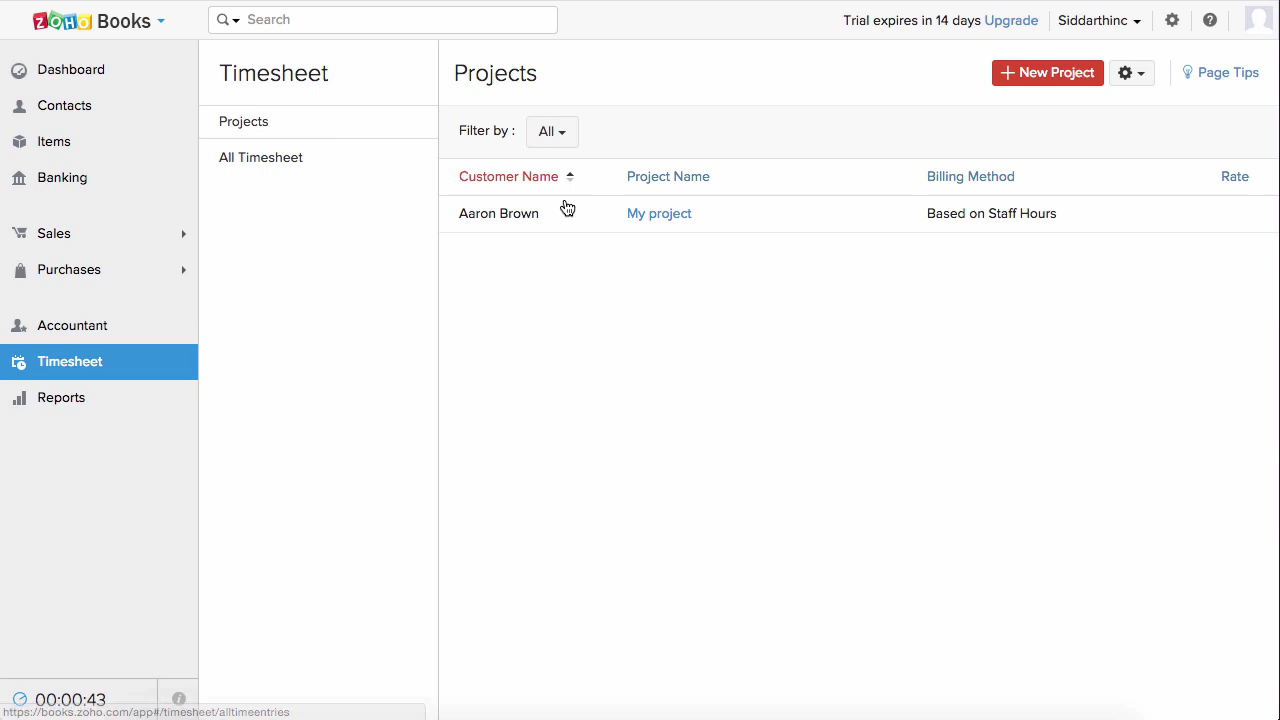 ZOHO Books
Search
Trial expires in 14 days Upgrade
Siddarthinc
Dashboard
Contacts
Items
Banking
Sales
Purchases
Accountant
Timesheet
Reports
00:00:43
https://books.zoho.com/app#/timesheet/alltimeentries
Timesheet
Projects
All Timesheet
Projects
+ New Project
Page Tips
Filter by : All
Customer Name Project Name Billing Method Rate
Aaron Brown My project Based on Staff Hours